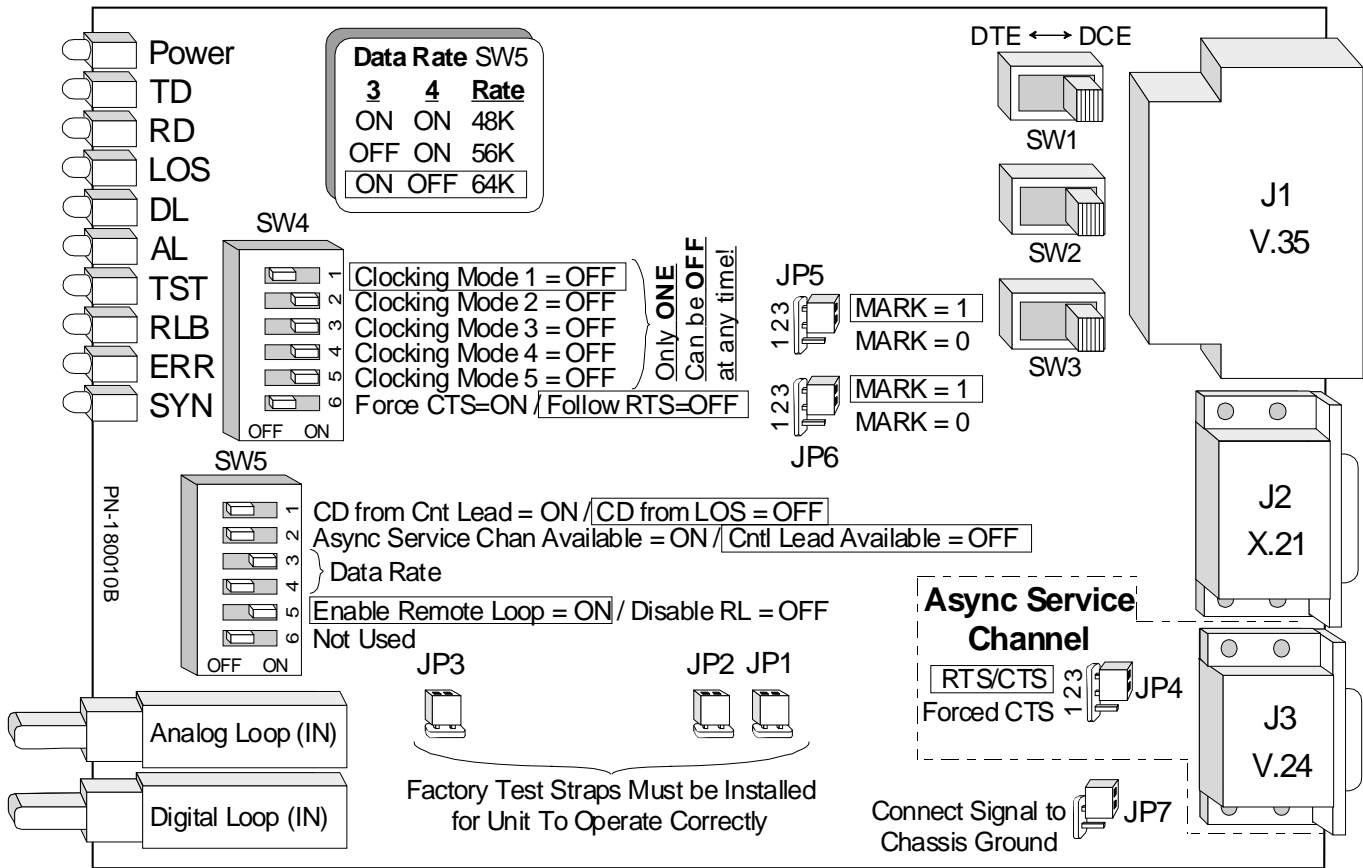 Power
TD
RD
LOS
DL
AL
TST
RLB
ERR
SYN
PN-180010B
Data Rate SW5
3 4 Rate
ON ON 48K
OFF ON 56K
ON OFF 64K
SW4
1 Clocking Mode 1 = OFF
2 Clocking Mode 2 = OFF
3 Clocking Mode 3 = OFF
4 Clocking Mode 4 = OFF
5 Clocking Mode 5 = OFF
6 Force CTS=ON / Follow RTS=OFF
OFF ON
Only ONE
Can be OFF
at any time!
SW5
1 CD from Cnt Lead = ON / CD from LOS = OFF
2 Async Service Chan Available = ON / Cntl Lead Available = OFF
3
Data Rate
4
5 Enable Remote Loop = ON / Disable RL = OFF
6 Not Used
OFF ON
JP5
1 2 3
MARK = 1
MARK = 0
1 2 3
MARK = 1
MARK = 0
JP6
DTE ↔ DCE
SW1
SW2
SW3
J1
V.35
J2
X.21
J3
V.24
Async Service
Channel
RTS/CTS
Forced CTS
1 2 3
JP4
Connect Signal to
Chassis Ground
JP7
JP3
JP2
JP1
Factory Test Straps Must be Installed
for Unit To Operate Correctly
Analog Loop (IN)
Digital Loop (IN)